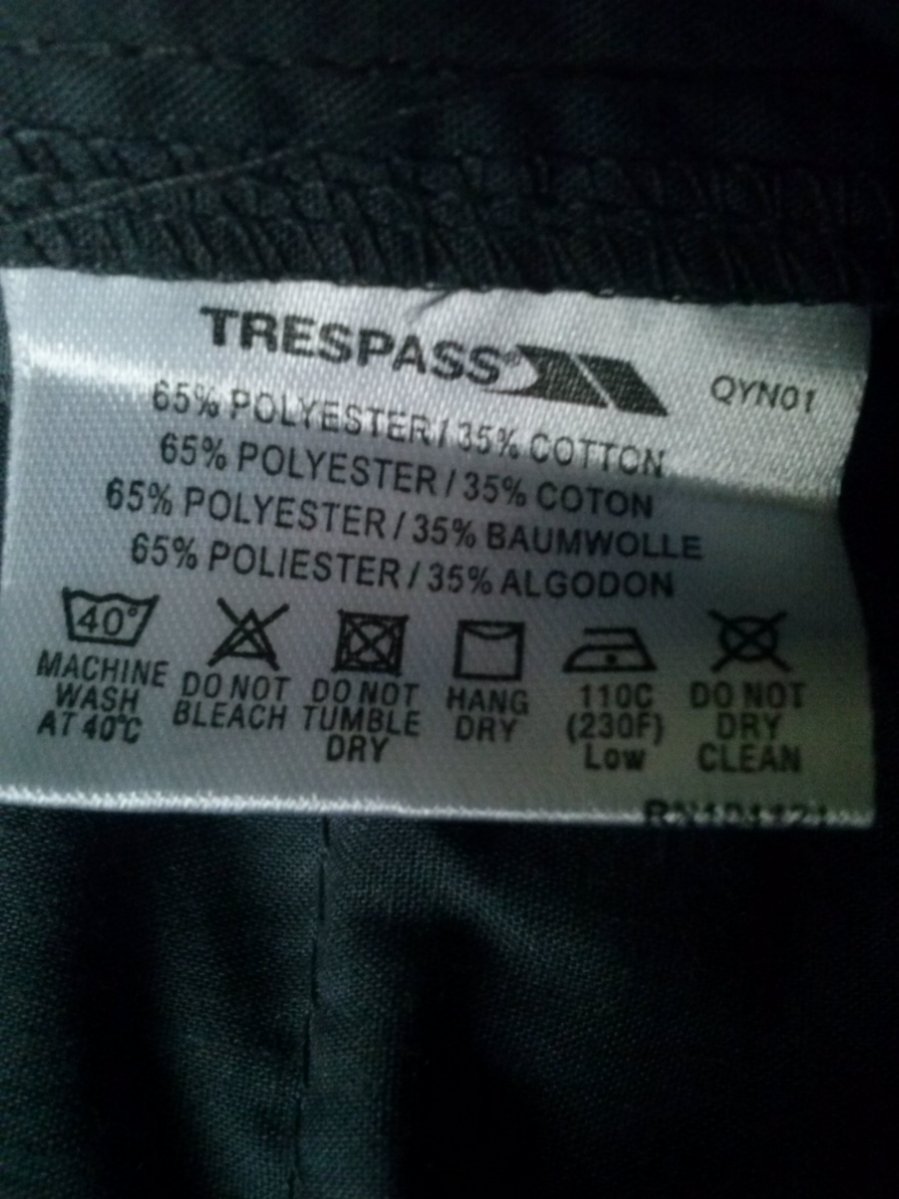 TRESPASS®
QYN01
65% POLYESTER / 35% COTTON
65% POLYESTER / 35% COTON
65% POLYESTER / 35% BAUMWOLLE
65% POLIESTER / 35% ALGODON
40°
MACHINE
WASH
AT 40℃
DO NOT
BLEACH
DO NOT
TUMBLE
DRY
HANG
DRY
110C
(230F)
Low
DO NOT
DRY
CLEAN